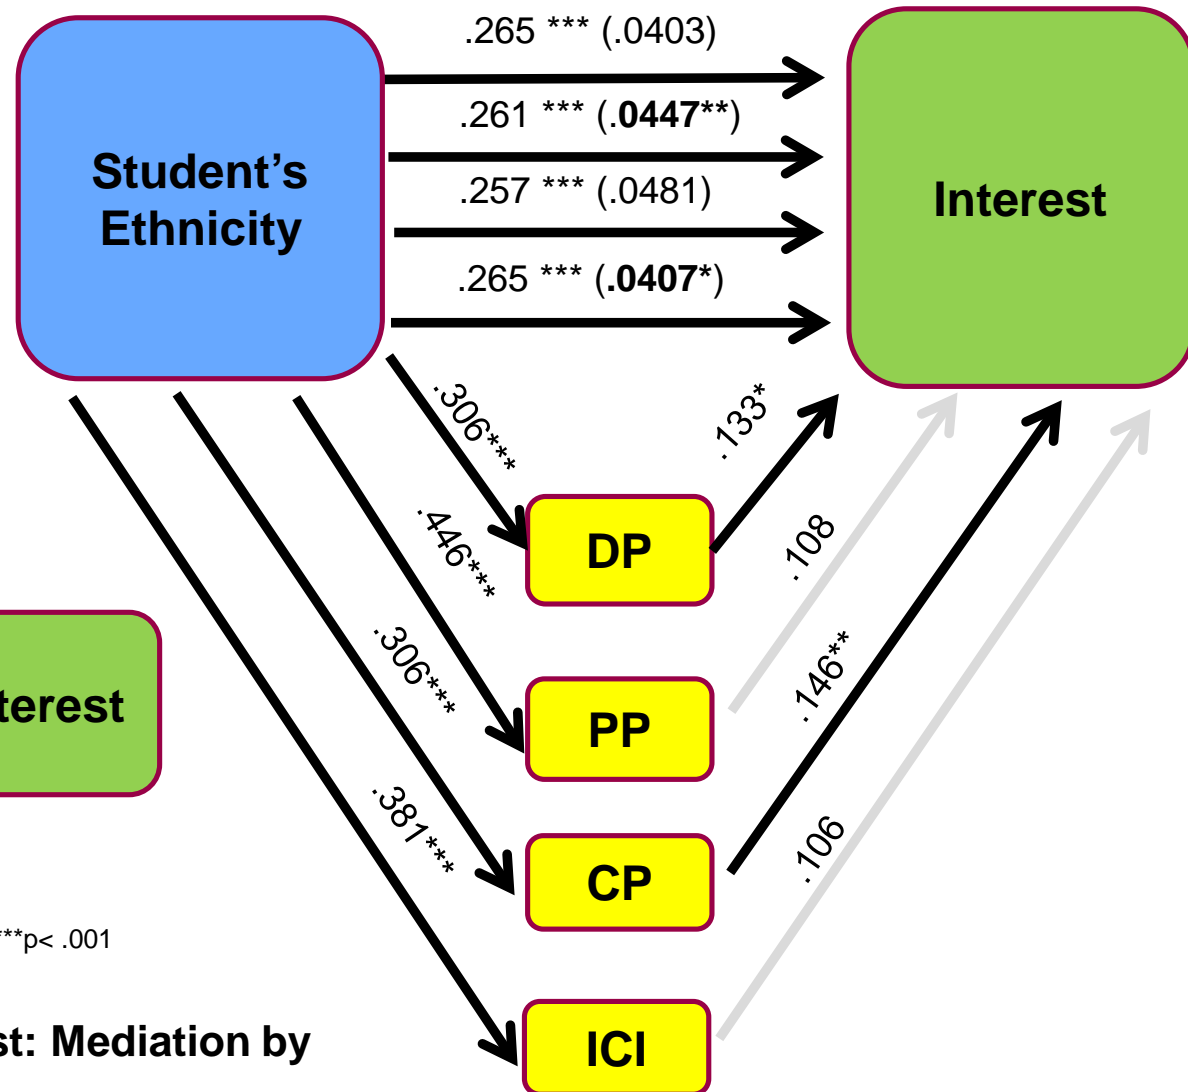 .265 *** (.0403)
.261 *** (.0447**)
.257 *** (.0481)
.265 *** (.0407*)
Student’s
Ethnicity
Interest
.306***
.133*
.446***
.108
DP
.306***
.146**
terest
PP
.381***
.106
CP
***p< .001
ICI
st: Mediation by